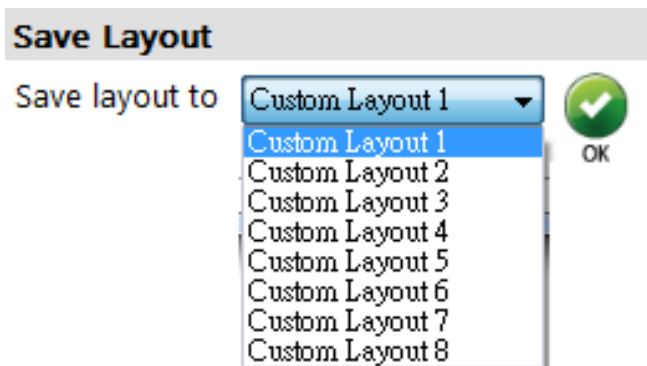 Save Layout
Save layout to Custom Layout 1
OK
Custom Layout 1
Custom Layout 2
Custom Layout 3
Custom Layout 4
Custom Layout 5
Custom Layout 6
Custom Layout 7
Custom Layout 8